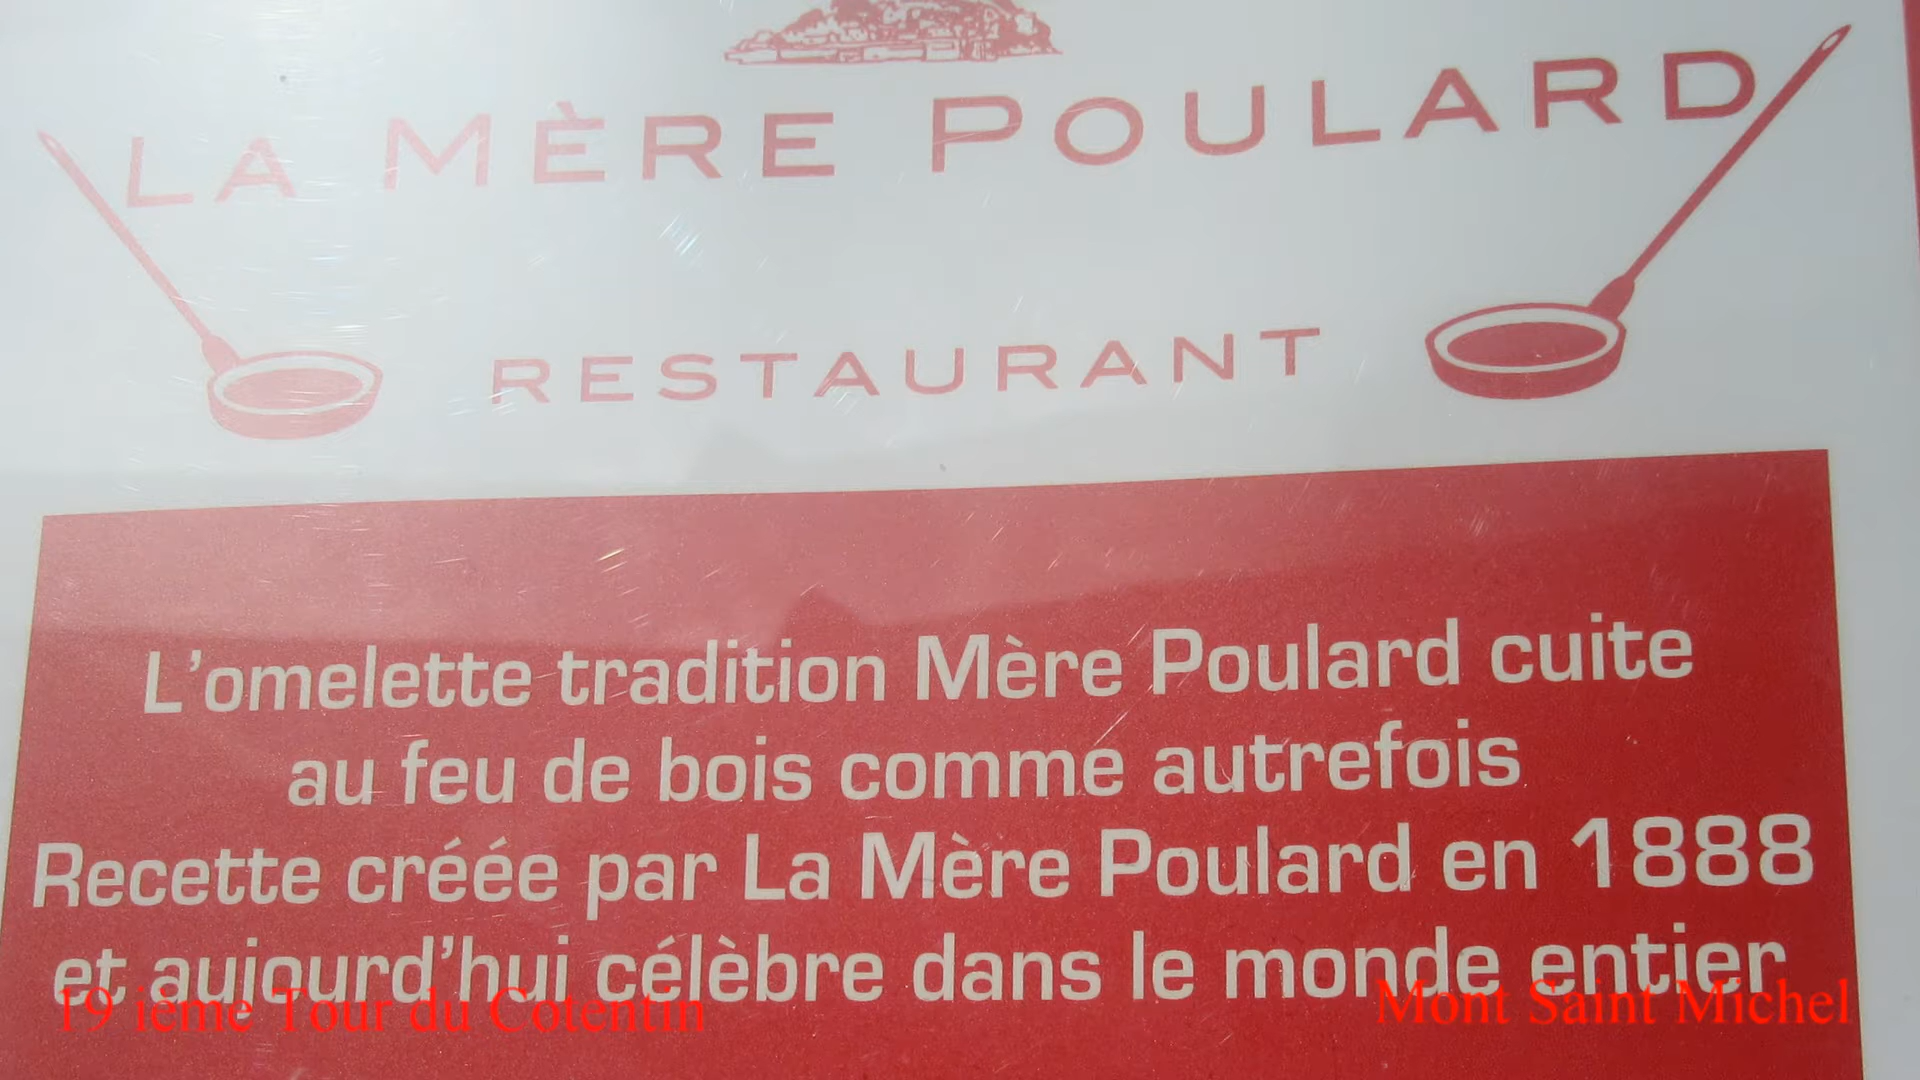 LA MÈRE POULARD
RESTAURANT
L'omelette tradition Mère Poulard cuite
au feu de bois comme autrefois
Recette créée par La Mère Poulard en 1888
et aujourd'hui célèbre dans le monde entier
19 ième Tour du Cotentin
Mont Saint Michel